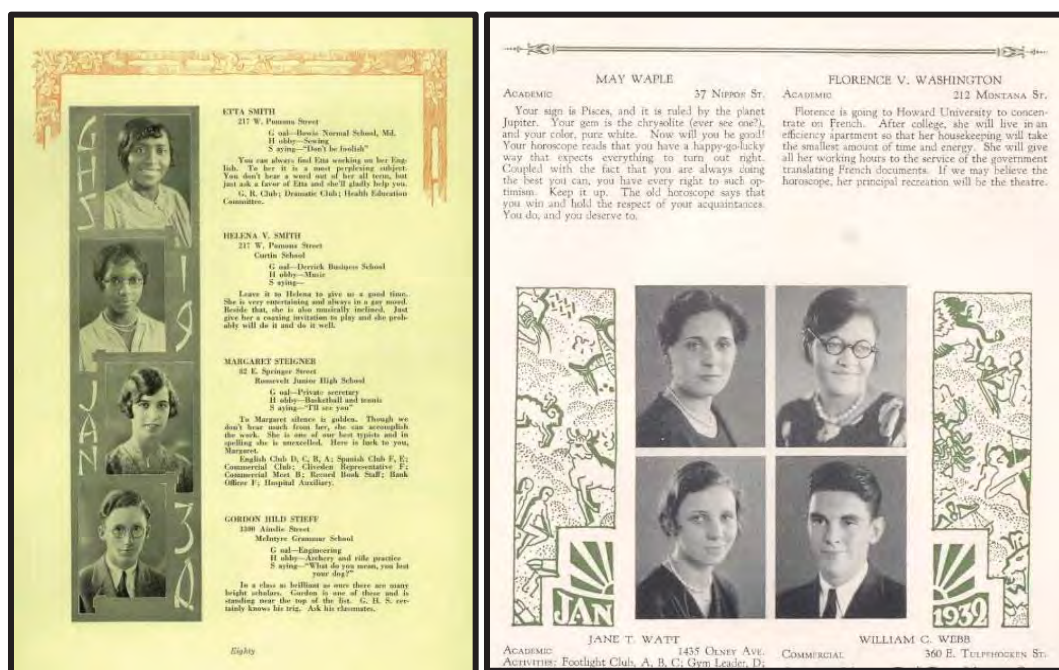 GHS
JAN
1930
ETTA SMITH
217 W. Pomona Street
G oal—Bowie Normal School, Md.
H obby—Sewing
S aying—"Don't be foolish"
You can always find Etta working on her Eng-
lish. To her it is a most perplexing subject.
You don't hear a word out of her all term, but
just ask a favor of Etta and she'll gladly help you.
G. R. Club; Dramatic Club; Health Education
Committee.
HELENA V. SMITH
217 W. Pomona Street
Curtin School
G oal—Derrick Business School
H obby—Music
S aying—
Leave it to Helena to give us a good time.
She is very entertaining and always in a gay mood.
Beside that, she is also musically inclined. Just
give her a coaxing invitation to play and she prob-
ably will do it and do it well.
MARGARET STEIGNER
82 E. Springer Street
Roosevelt Junior High School
G oal—Private secretary
H obby—Basketball and tennis
S aying—"I'll see you"
To Margaret silence is golden. Though we
don't hear much from her, she can accomplish
the work. She is one of our best typists and in
spelling she is unexcelled. Here is luck to you,
Margaret.
English Club D, C, B, A; Spanish Club F, E;
Commercial Club; Cliveden Representative F;
Commercial Meet B; Record Book Staff; Bank
Officer F; Hospital Auxiliary.
GORDON HILD STIEFF
3300 Ainslie Street
McIntyre Grammar School
G oal—Engineering
H obby—Archery and rifle practice
S aying—"What do you mean, you lost
your dog?"
In a class as brilliant as ours there are many
bright scholars. Gordon is one of these and is
standing near the top of the list. G. H. S. cer-
tainly knows his trig. Ask his classmates.
Eighty
MAY WAPLE
ACADEMIC 37 NIPPON ST.
Your sign is Pisces, and it is ruled by the planet
Jupiter. Your gem is the chrysolite (ever see one?),
and your color, pure white. Now will you be good!
Your horoscope reads that you have a happy-go-lucky
way that expects everything to turn out right.
Coupled with the fact that you are always doing
the best you can, you have every right to such op-
timism. Keep it up. The old horoscope says that
you win and hold the respect of your acquaintances.
You do, and you deserve to.
FLORENCE V. WASHINGTON
ACADEMIC 212 MONTANA ST.
Florence is going to Howard University to concen-
trate on French. After college, she will live in an
efficiency apartment so that her housekeeping will take
the smallest amount of time and energy. She will give
all her working hours to the service of the government
translating French documents. If we may believe the
horoscope, her principal recreation will be the theatre.
JAN
1932
JANE T. WATT
ACADEMIC 1435 OLNEY AVE.
ACTIVITIES: Footlight Club, A, B, C; Gym Leader, D;
WILLIAM C. WEBB
COMMERCIAL 360 E. TULPEHOCKEN ST.